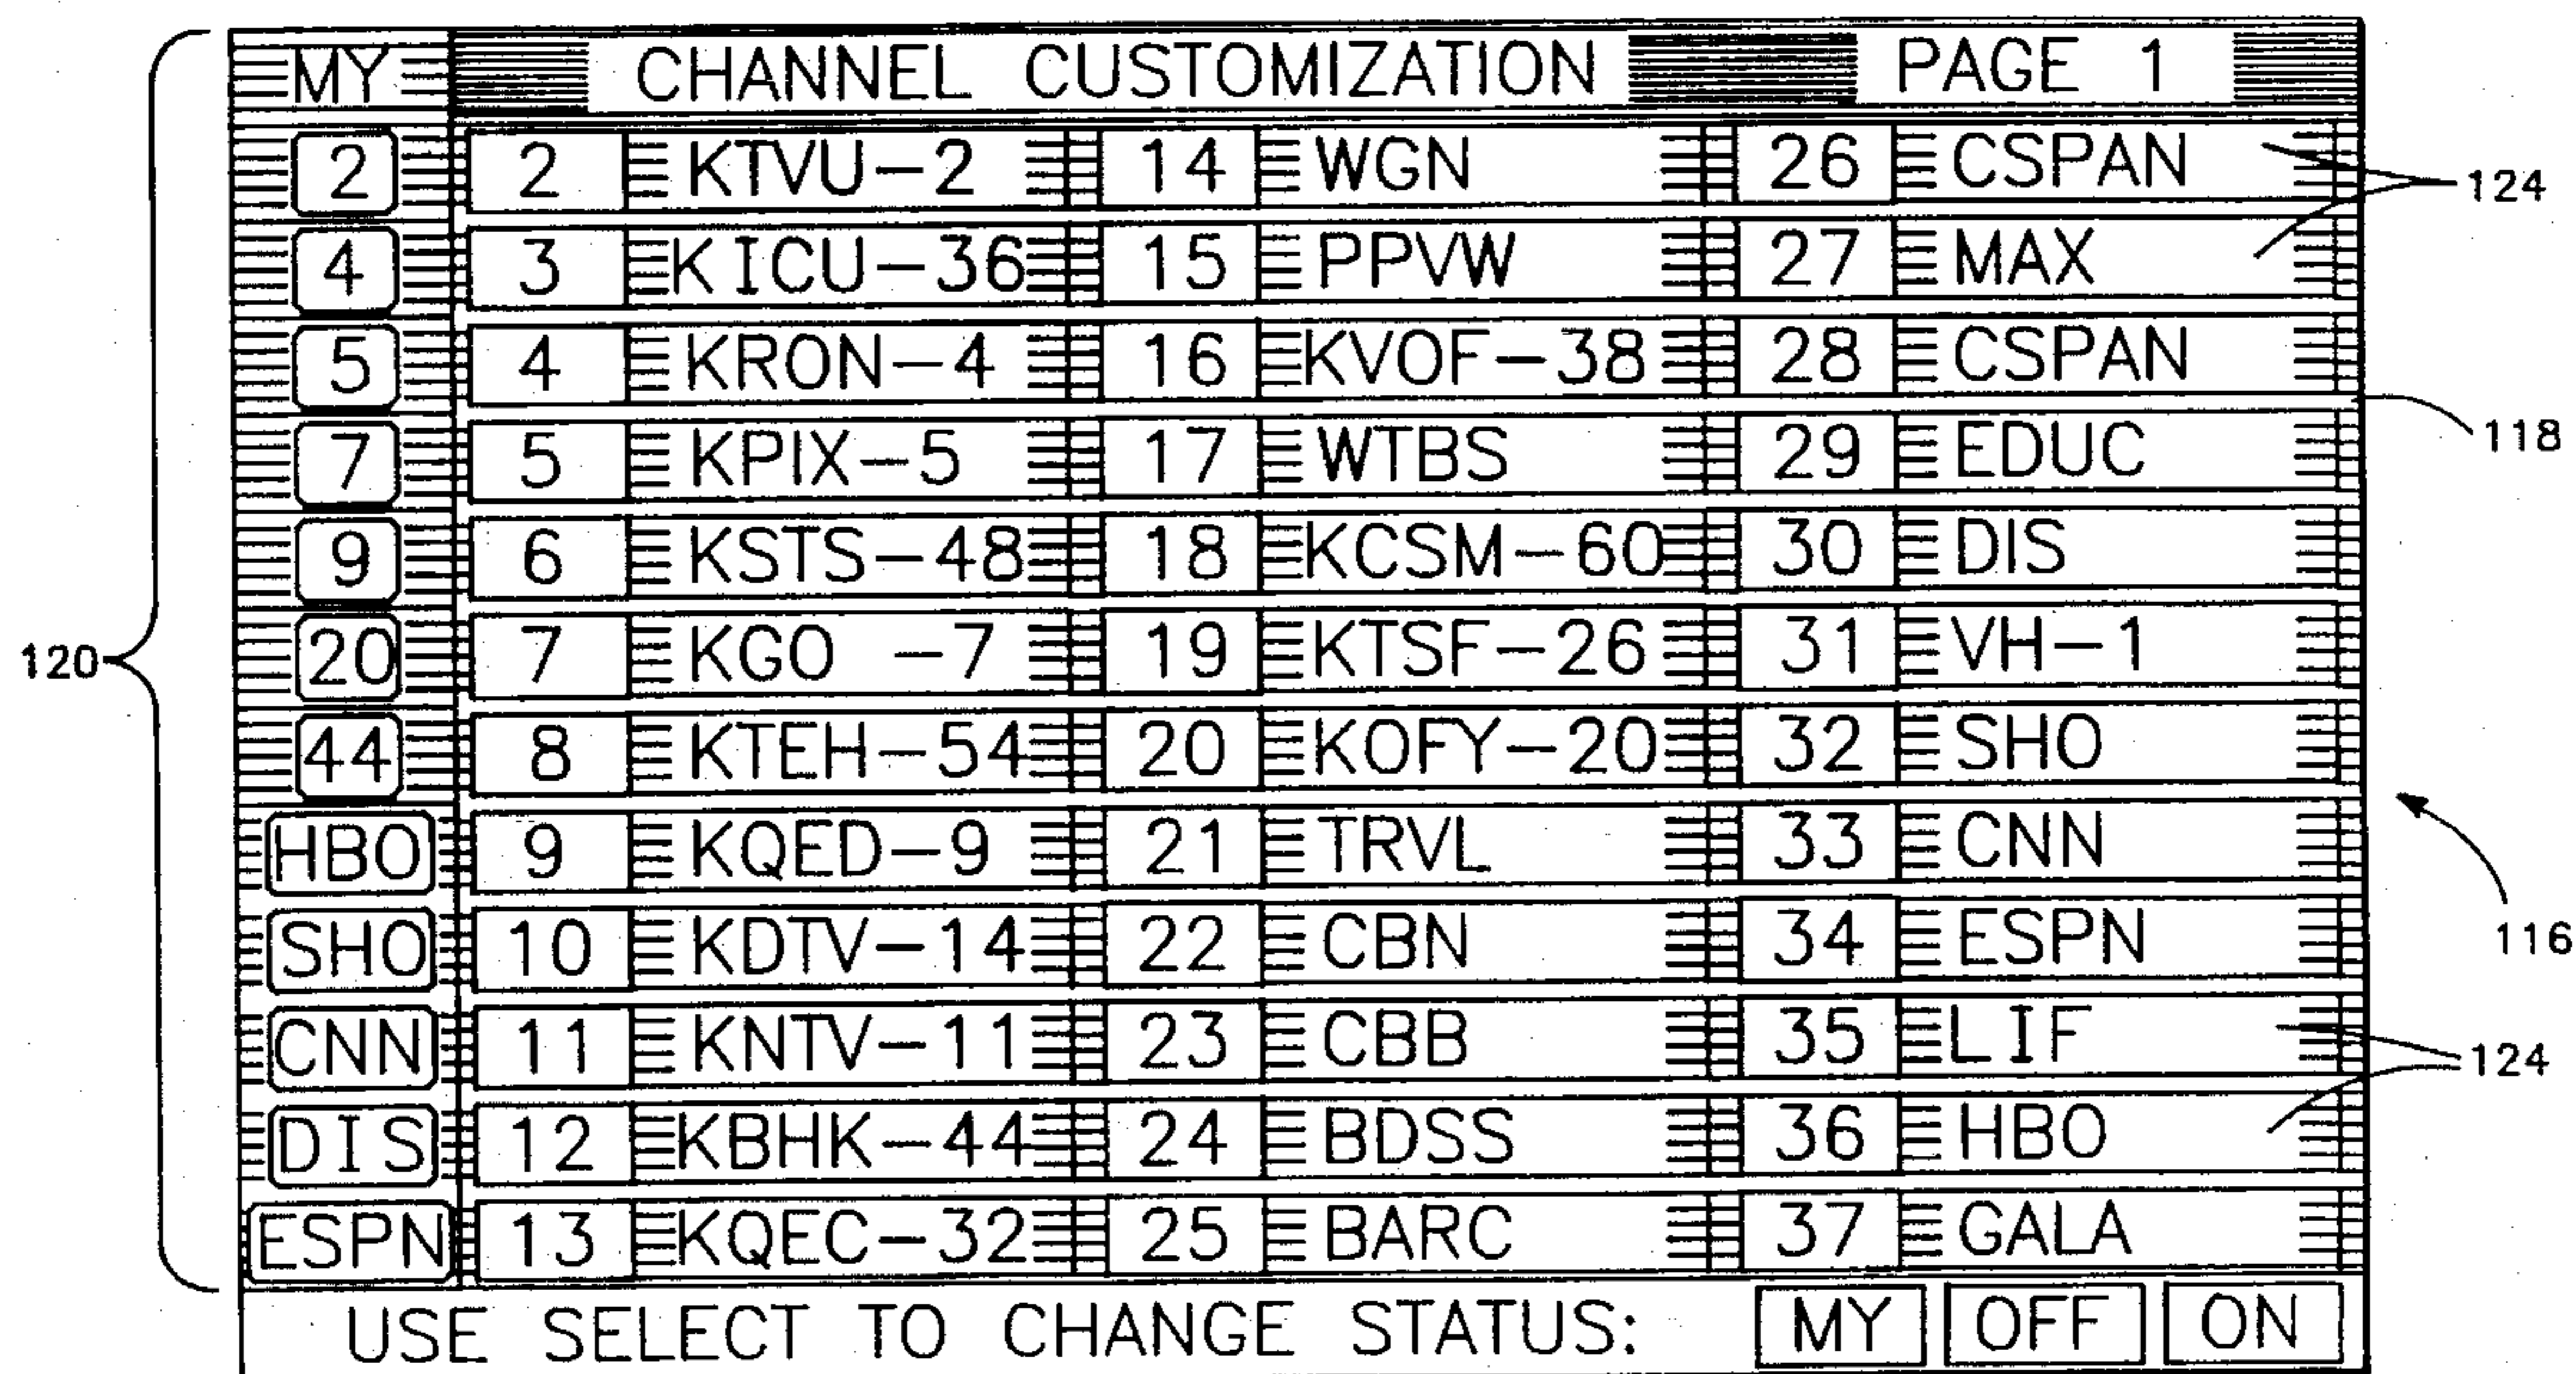 MY CHANNEL CUSTOMIZATION PAGE 1
2 2 KTVU-2 14 WGN 26 CSPAN 124
4 3 KICU-36 15 PPVW 27 MAX
5 4 KRON-4 16 KVOF-38 28 CSPAN
118
7 5 KPIX-5 17 WTBS 29 EDUC
9 6 KSTS-48 18 KCSM-60 30 DIS
120 20 7 KGO -7 19 KTSF-26 31 VH-1
44 8 KTEH-54 20 KOFY-20 32 SHO
HBO 9 KQED-9 21 TRVL 33 CNN
SHO 10 KDTV-14 22 CBN 34 ESPN 116
CNN 11 KNTV-11 23 CBB 35 LIF 124
DIS 12 KBHK-44 24 BDSS 36 HBO
ESPN 13 KQEC-32 25 BARC 37 GALA
USE SELECT TO CHANGE STATUS: MY OFF ON